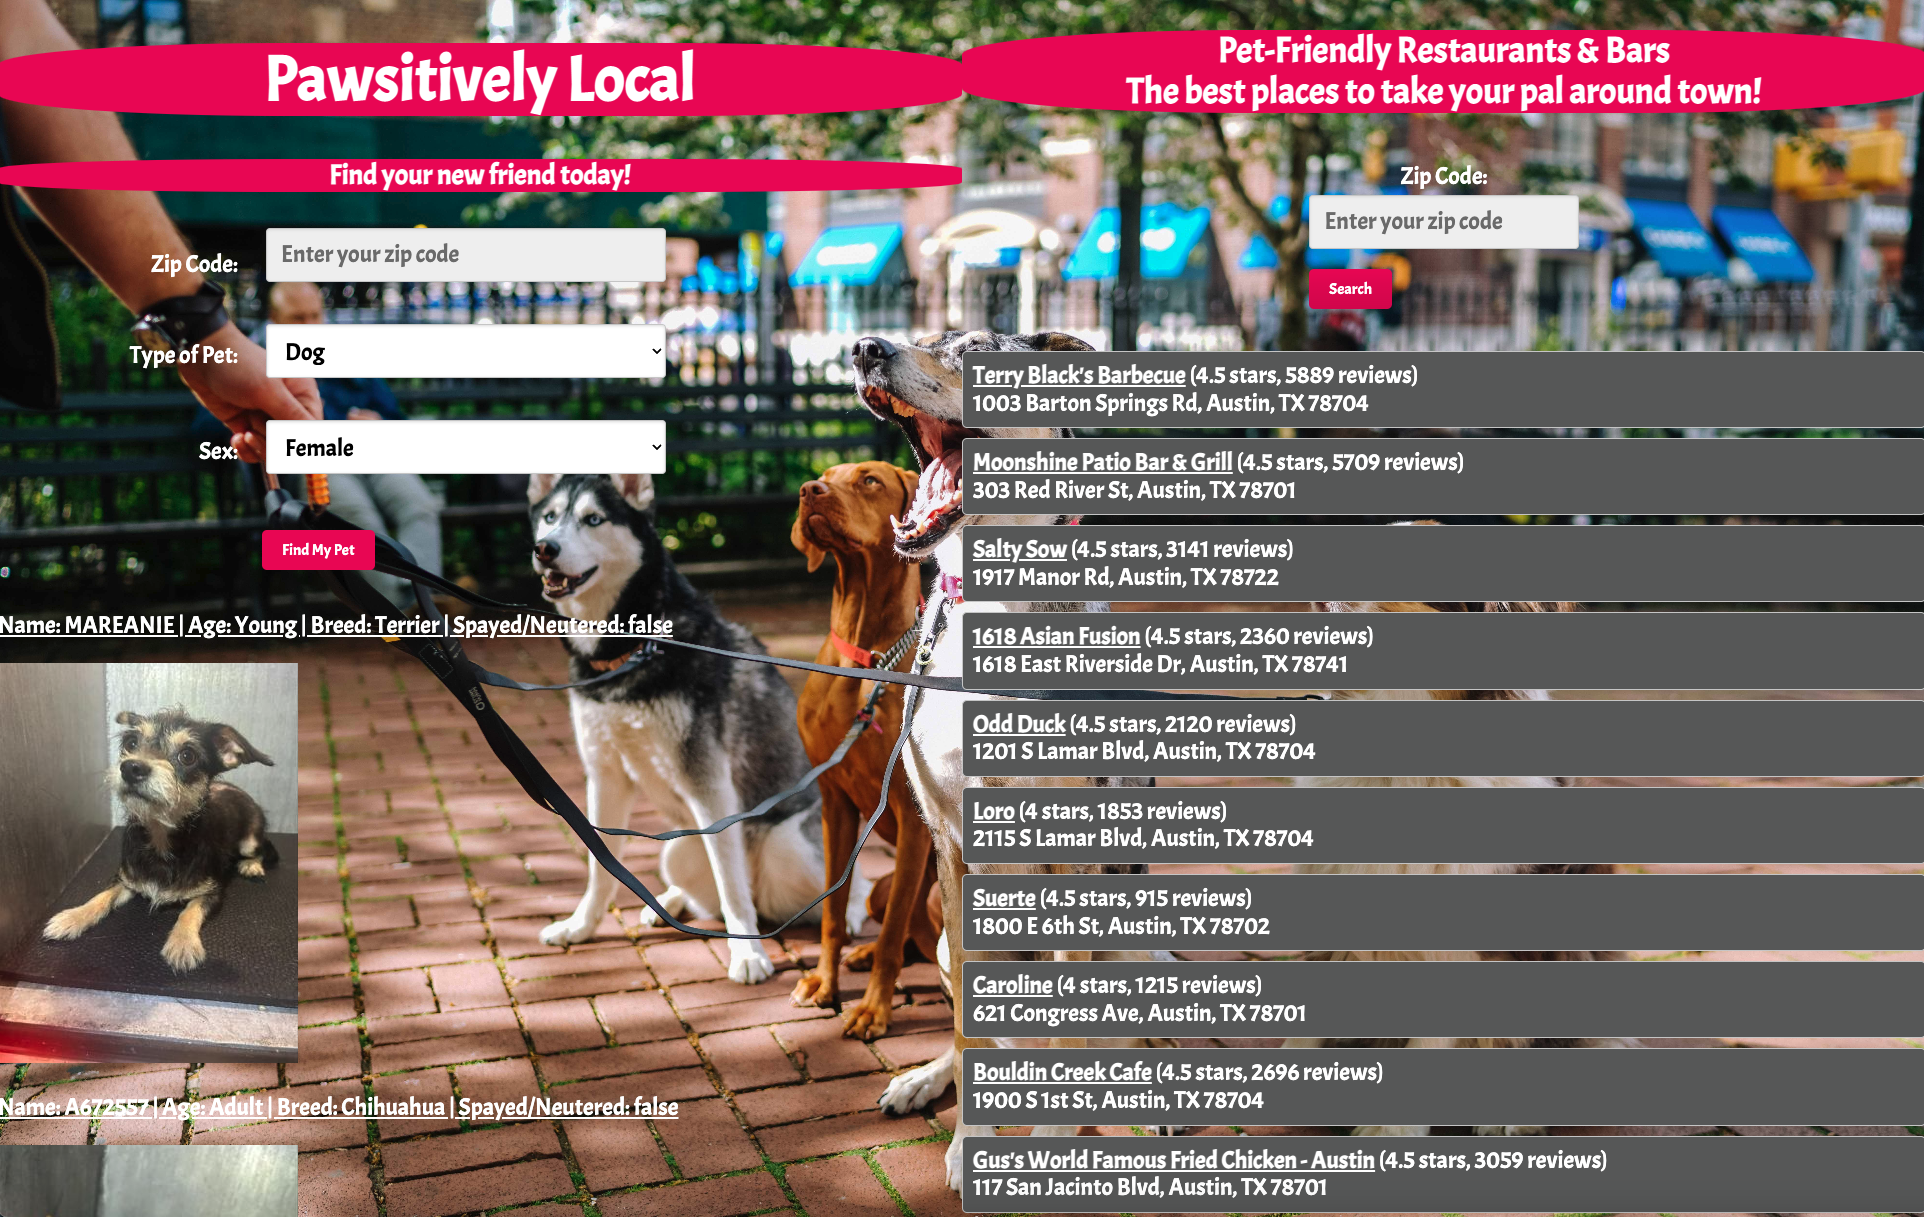 Pawsitively Local
Find your new friend today!
Zip Code:
Enter your zip code
Type of Pet:
Dog
Sex:
Female
Find My Pet
Name: MAREANIE | Age: Young | Breed: Terrier | Spayed/Neutered: false
Name: A672557 | Age: Adult | Breed: Chihuahua | Spayed/Neutered: false
Pet-Friendly Restaurants & Bars
The best places to take your pal around town!
Zip Code:
Enter your zip code
Search
Terry Black's Barbecue (4.5 stars, 5889 reviews)
1003 Barton Springs Rd, Austin, TX 78704
Moonshine Patio Bar & Grill (4.5 stars, 5709 reviews)
303 Red River St, Austin, TX 78701
Salty Sow (4.5 stars, 3141 reviews)
1917 Manor Rd, Austin, TX 78722
1618 Asian Fusion (4.5 stars, 2360 reviews)
1618 East Riverside Dr, Austin, TX 78741
Odd Duck (4.5 stars, 2120 reviews)
1201 S Lamar Blvd, Austin, TX 78704
Loro (4 stars, 1853 reviews)
2115 S Lamar Blvd, Austin, TX 78704
Suerte (4.5 stars, 915 reviews)
1800 E 6th St, Austin, TX 78702
Caroline (4 stars, 1215 reviews)
621 Congress Ave, Austin, TX 78701
Bouldin Creek Cafe (4.5 stars, 2696 reviews)
1900 S 1st St, Austin, TX 78704
Gus's World Famous Fried Chicken - Austin (4.5 stars, 3059 reviews)
117 San Jacinto Blvd, Austin, TX 78701